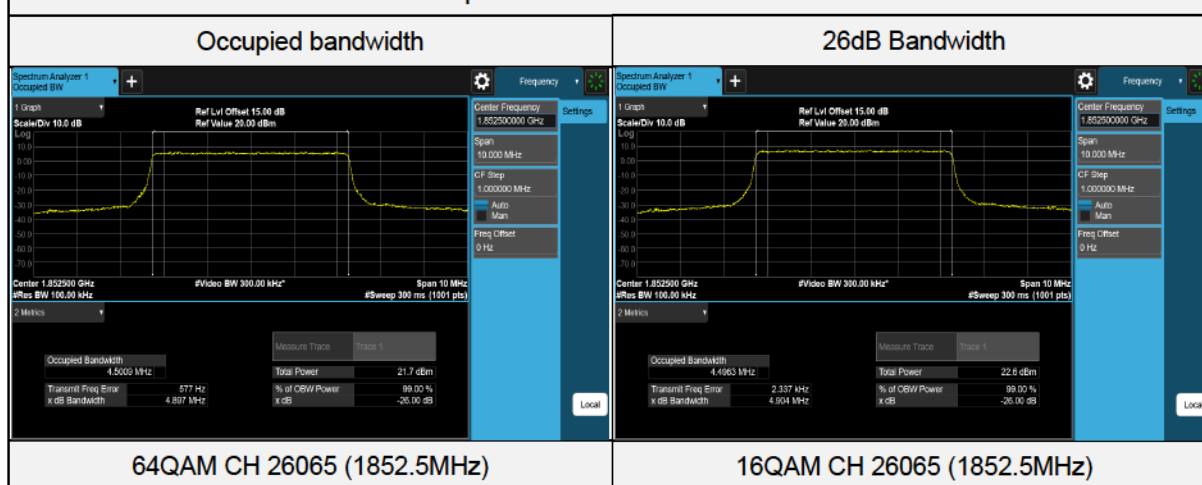 Occupied bandwidth
26dB Bandwidth
Spectrum Analyzer 1
Occupied BW
+
Frequency
1 Graph
Scale/Div 10.0 dB
Ref Lvl Offset 15.00 dB
Ref Value 20.00 dBm
Log
10.0
0.00
-10.0
-20.0
-30.0
-40.0
-50.0
-60.0
-70.0
Center 1.852500 GHz
#Res BW 100.00 kHz
#Video BW 300.00 kHz*
Span 10 MHz
#Sweep 300 ms (1001 pts)
Center Frequency
1.852500000 GHz
Settings
Span
10.000 MHz
CF Step
1.000000 MHz
Auto
Man
Freq Offset
0 Hz
Local
2 Metrics
Measure Trace Trace 1
Occupied Bandwidth
4.5009 MHz
Total Power 21.7 dBm
Transmit Freq Error 577 Hz
% of OBW Power 99.00 %
x dB Bandwidth 4.897 MHz
x dB -26.00 dB
Spectrum Analyzer 1
Occupied BW
+
Frequency
1 Graph
Scale/Div 10.0 dB
Ref Lvl Offset 15.00 dB
Ref Value 20.00 dBm
Log
10.0
0.00
-10.0
-20.0
-30.0
-40.0
-50.0
-60.0
-70.0
Center 1.852500 GHz
#Res BW 100.00 kHz
#Video BW 300.00 kHz*
Span 10 MHz
#Sweep 300 ms (1001 pts)
Center Frequency
1.852500000 GHz
Settings
Span
10.000 MHz
CF Step
1.000000 MHz
Auto
Man
Freq Offset
0 Hz
2 Metrics
Measure Trace Trace 1
Occupied Bandwidth
4.4963 MHz
Total Power 22.6 dBm
Transmit Freq Error 2.337 kHz
% of OBW Power 99.00 %
x dB Bandwidth 4.904 MHz
x dB -26.00 dB
64QAM CH 26065 (1852.5MHz)
16QAM CH 26065 (1852.5MHz)